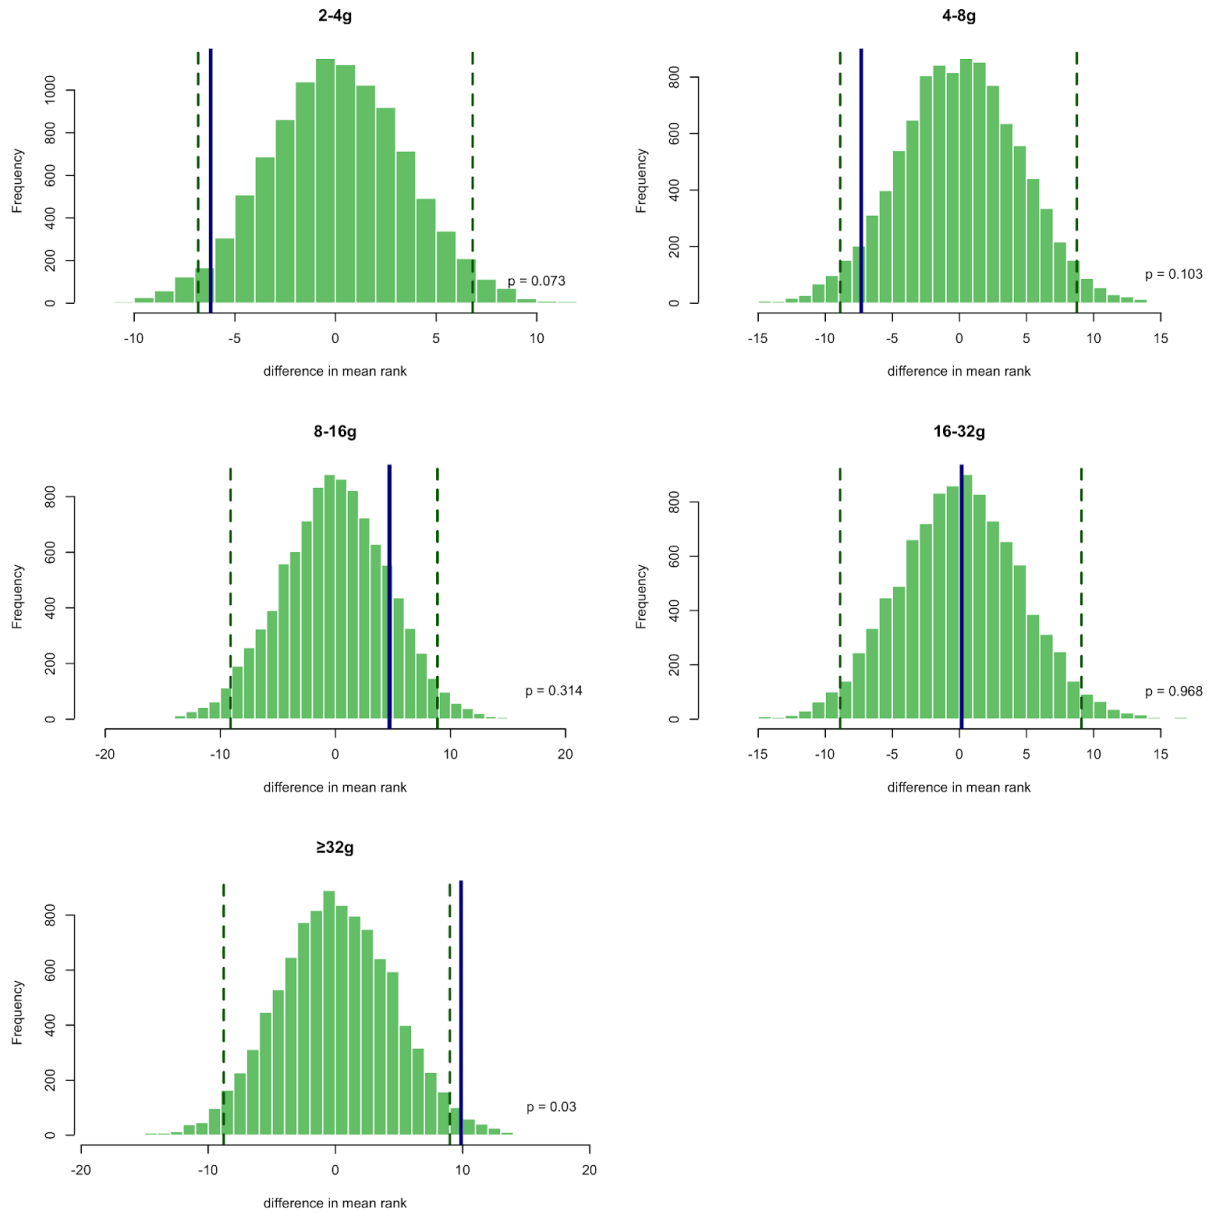 2-4g
Frequency
0 200 400 600 800 1000
p = 0.073
-10 -5 0 5 10
difference in mean rank
4-8g
Frequency
0 200 400 600 800
p = 0.103
-15 -10 -5 0 5 10 15
difference in mean rank
8-16g
Frequency
0 200 400 600 800
p = 0.314
-20 -10 0 10 20
difference in mean rank
16-32g
Frequency
0 200 400 600 800
p = 0.968
-15 -10 -5 0 5 10 15
difference in mean rank
≥32g
Frequency
0 200 400 600 800
p = 0.03
-20 -10 0 10 20
difference in mean rank